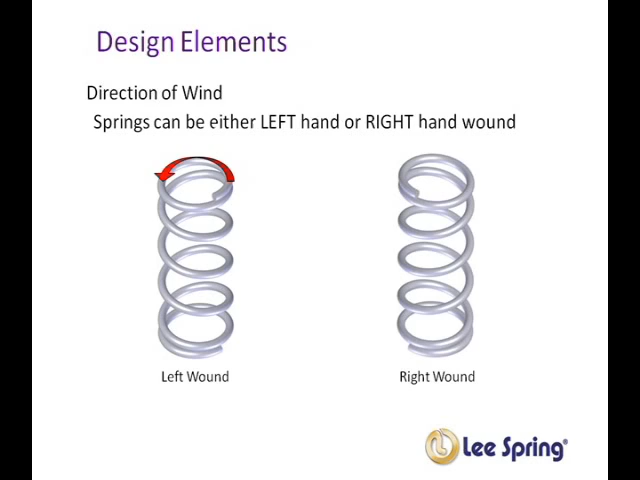 Design Elements
Direction of Wind
Springs can be either LEFT hand or RIGHT hand wound
Left Wound
Right Wound
Lee Spring®